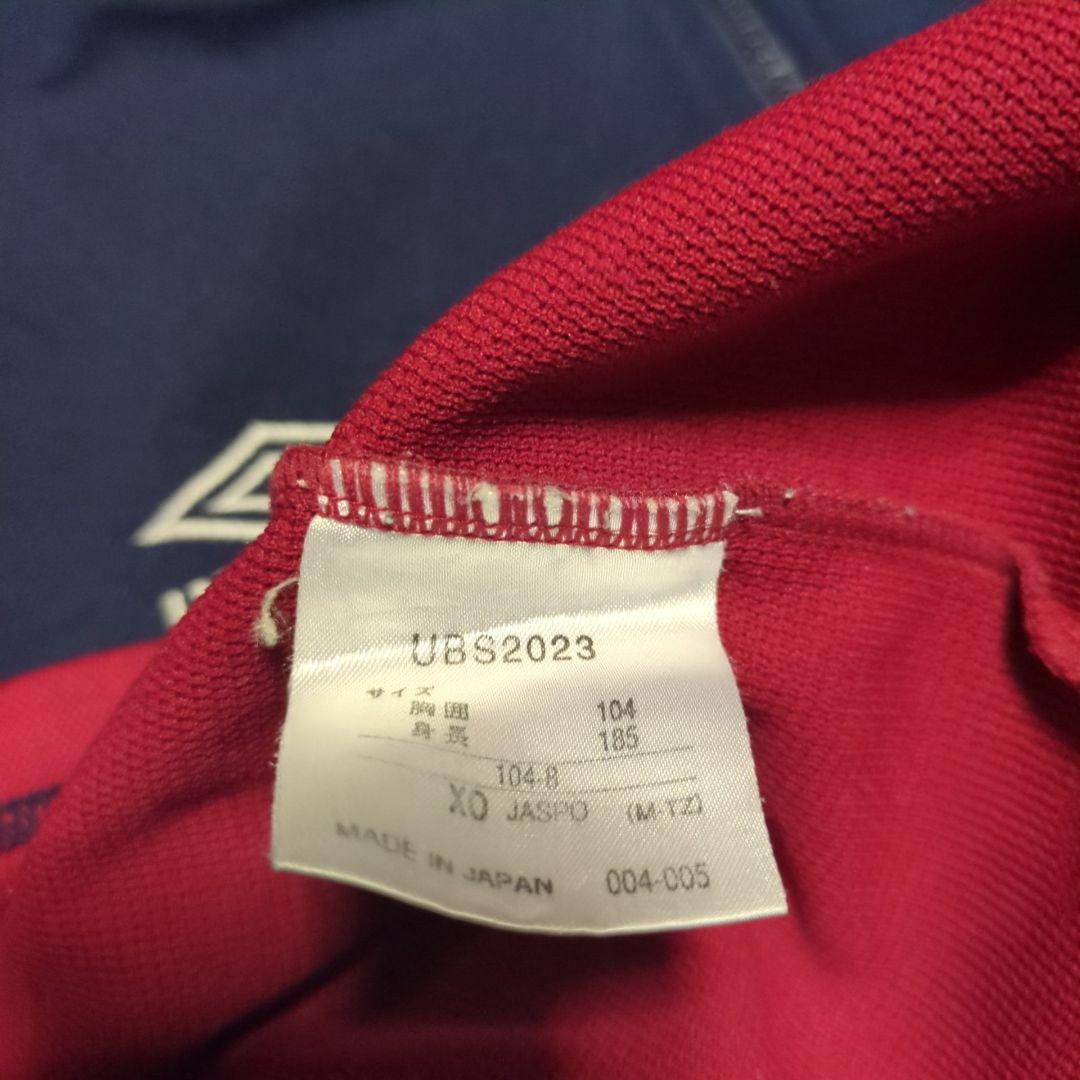 UBS2023
サイズ
胸囲 104
身長 185
104-8
XO JASPO (M-TZ)
MADE IN JAPAN 004-005